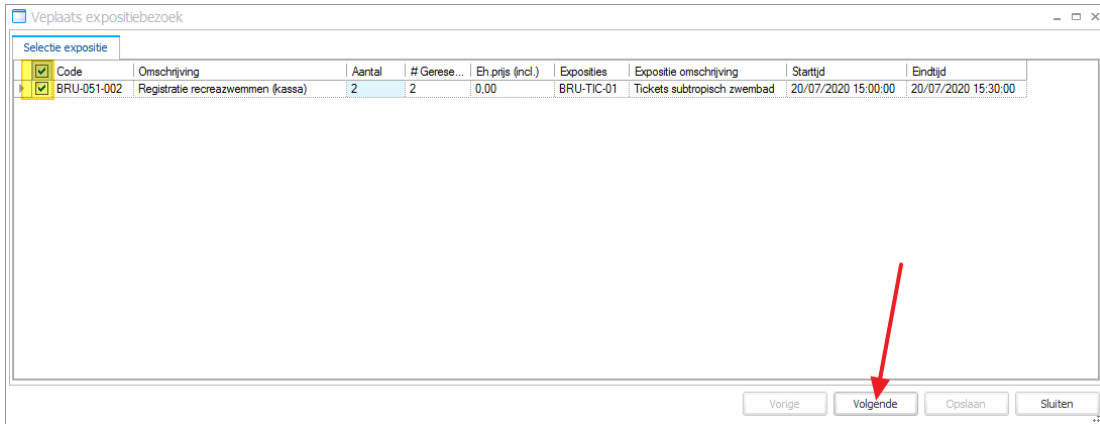 Veplaats expositiebezoek
Selectie expositie
Code Omschrijving Aantal # Gerese... Eh.prijs (incl.) Exposities Expositie omschrijving Starttijd Eindtijd
BRU-051-002 Registratie recreazwemmen (kassa) 2 2 0,00 BRU-TIC-01 Tickets subtropisch zwembad 20/07/2020 15:00:00 20/07/2020 15:30:00
Vorige Volgende Opslaan Sluiten